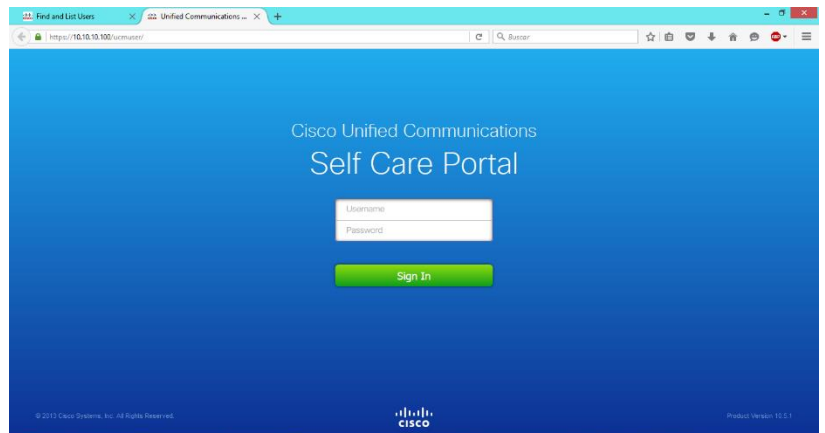 Find and List Users
Unified Communications ...
https://10.10.10.100/ucmuser/
Buscar
Cisco Unified Communications
Self Care Portal
Username
Password
Sign In
© 2013 Cisco Systems, Inc. All Rights Reserved.
CISCO
Product Version 10.5.1